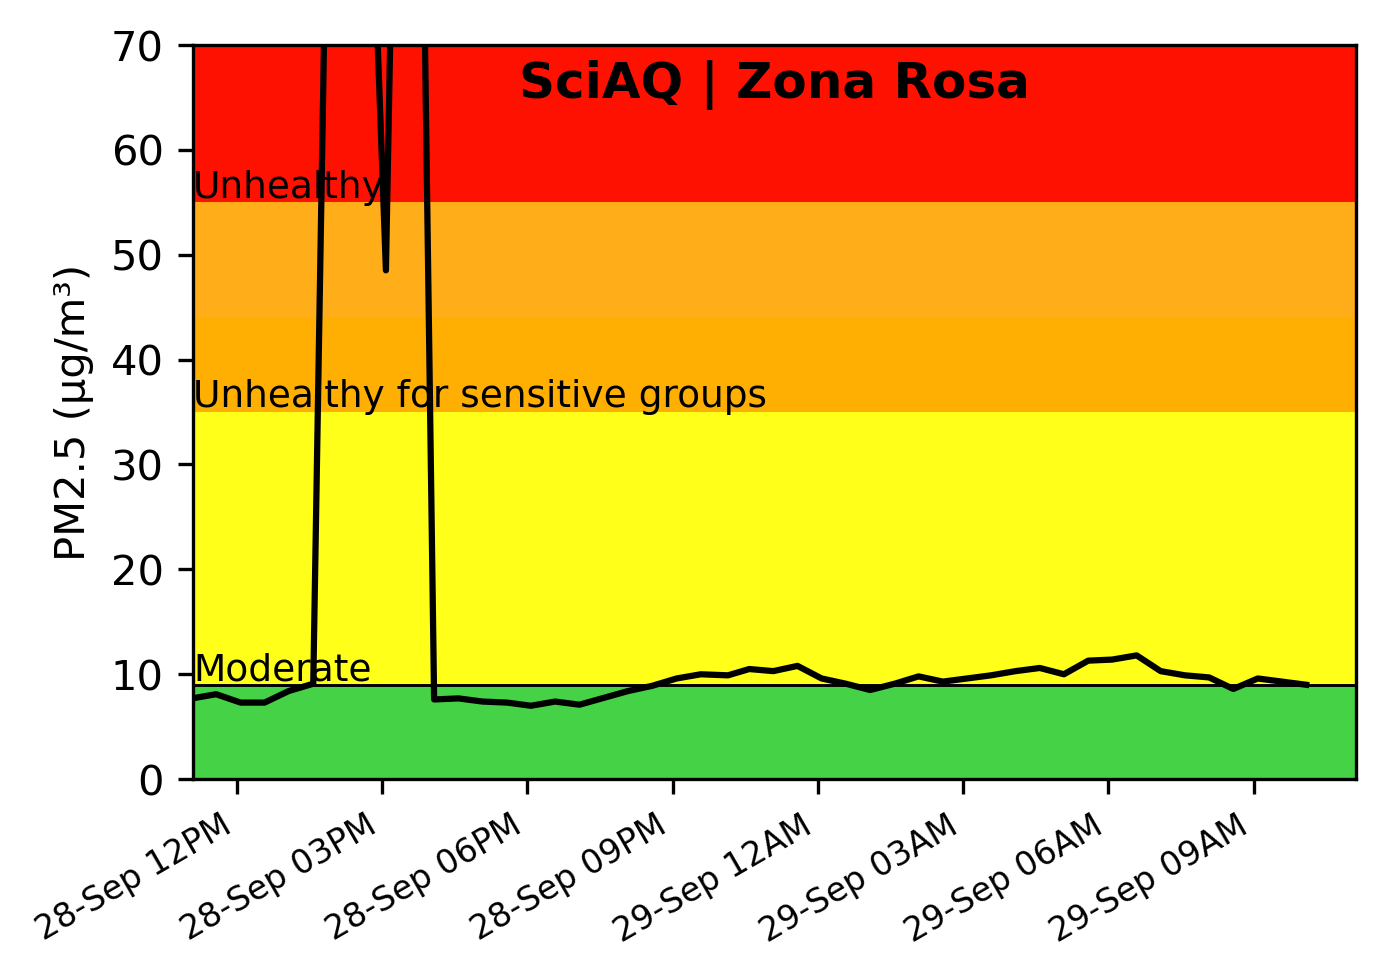 SciAQ | Zona Rosa
PM2.5 (µg/m³)
70
60
50
40
30
20
10
0
Unhealthy
Unhealthy for sensitive groups
Moderate
28-Sep 12PM
28-Sep 03PM
28-Sep 06PM
28-Sep 09PM
29-Sep 12AM
29-Sep 03AM
29-Sep 06AM
29-Sep 09AM